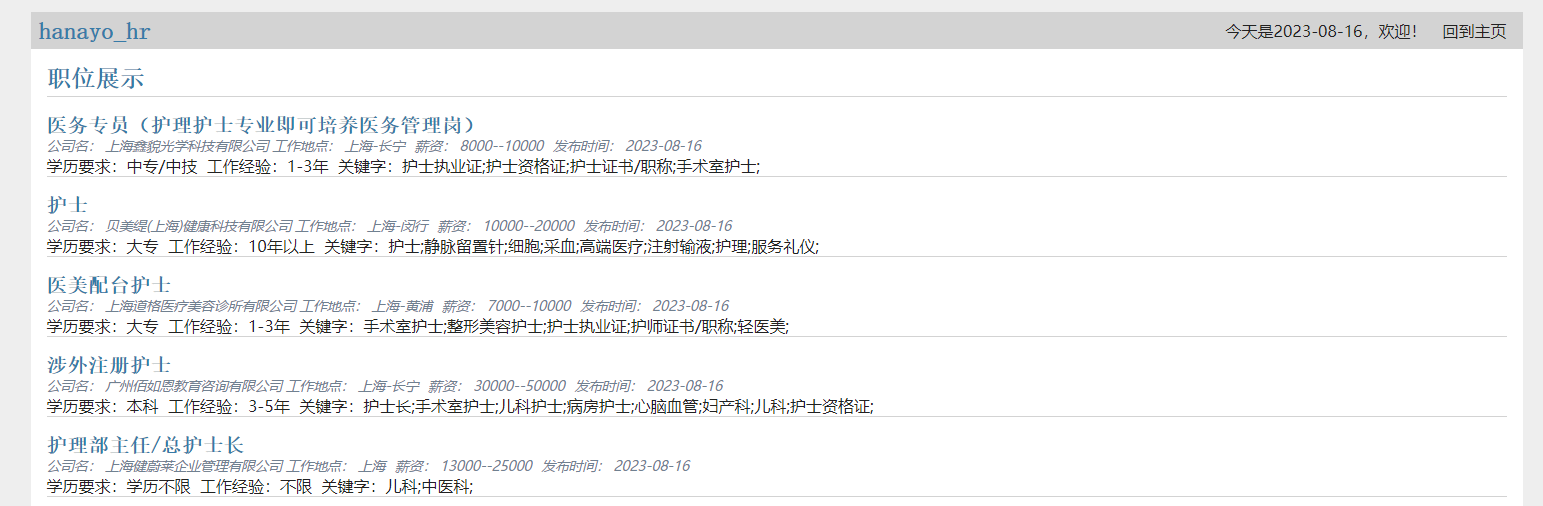 hanayo_hr 今天是2023-08-16，欢迎！ 回到主页
职位展示
医务专员（护理护士专业即可培养医务管理岗）
公司名： 上海鑫貌光学科技有限公司 工作地点： 上海-长宁 薪资： 8000--10000 发布时间： 2023-08-16
学历要求：中专/中技 工作经验：1-3年 关键字：护士执业证;护士资格证;护士证书/职称;手术室护士;
护士
公司名： 贝美缇(上海)健康科技有限公司 工作地点： 上海-闵行 薪资： 10000--20000 发布时间： 2023-08-16
学历要求：大专 工作经验：10年以上 关键字：护士;静脉留置针;细胞;采血;高端医疗;注射输液;护理;服务礼仪;
医美配台护士
公司名： 上海道格医疗美容诊所有限公司 工作地点： 上海-黄浦 薪资： 7000--10000 发布时间： 2023-08-16
学历要求：大专 工作经验：1-3年 关键字：手术室护士;整形美容护士;护士执业证;护师证书/职称;轻医美;
涉外注册护士
公司名： 广州佰如恩教育咨询有限公司 工作地点： 上海-长宁 薪资： 30000--50000 发布时间： 2023-08-16
学历要求：本科 工作经验：3-5年 关键字：护士长;手术室护士;儿科护士;病房护士;心脑血管;妇产科;儿科;护士资格证;
护理部主任/总护士长
公司名： 上海健蔚莱企业管理有限公司 工作地点： 上海 薪资： 13000--25000 发布时间： 2023-08-16
学历要求：学历不限 工作经验：不限 关键字：儿科;中医科;